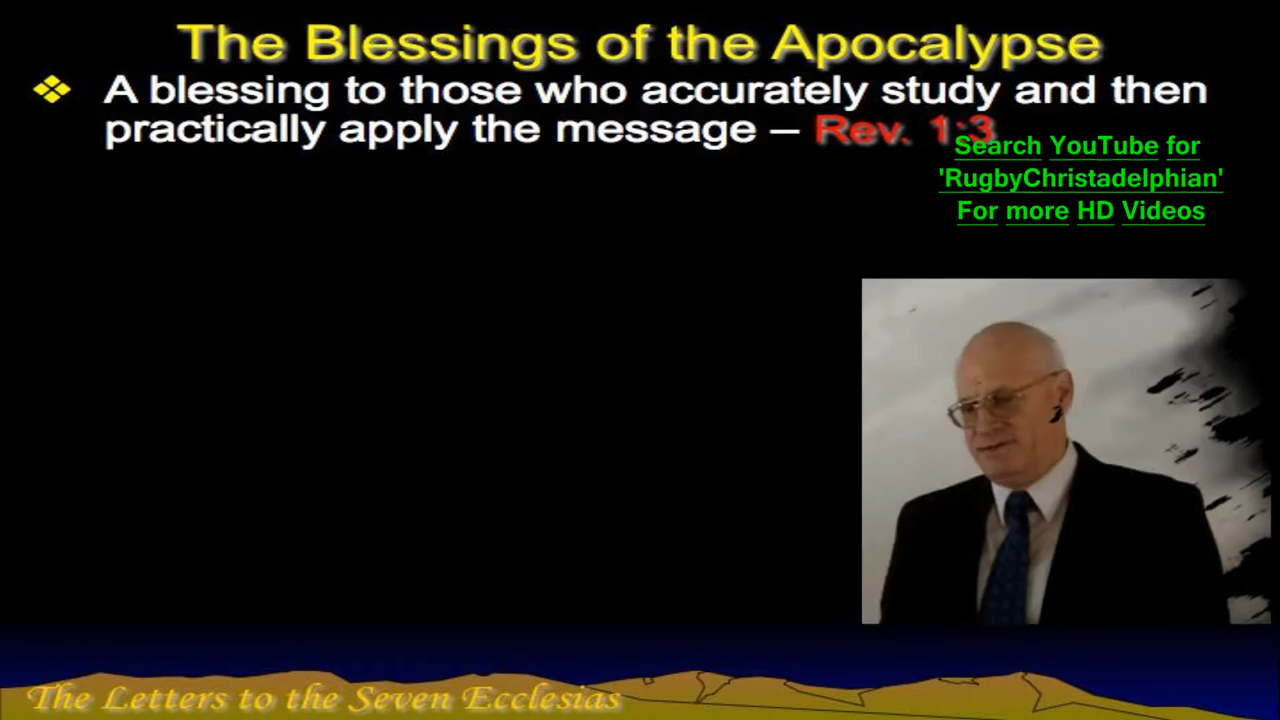 The Blessings of the Apocalypse
❖ A blessing to those who accurately study and then
practically apply the message – Rev. 1:3
Search YouTube for
'RugbyChristadelphian'
For more HD Videos
The Letters to the Seven Ecclesias